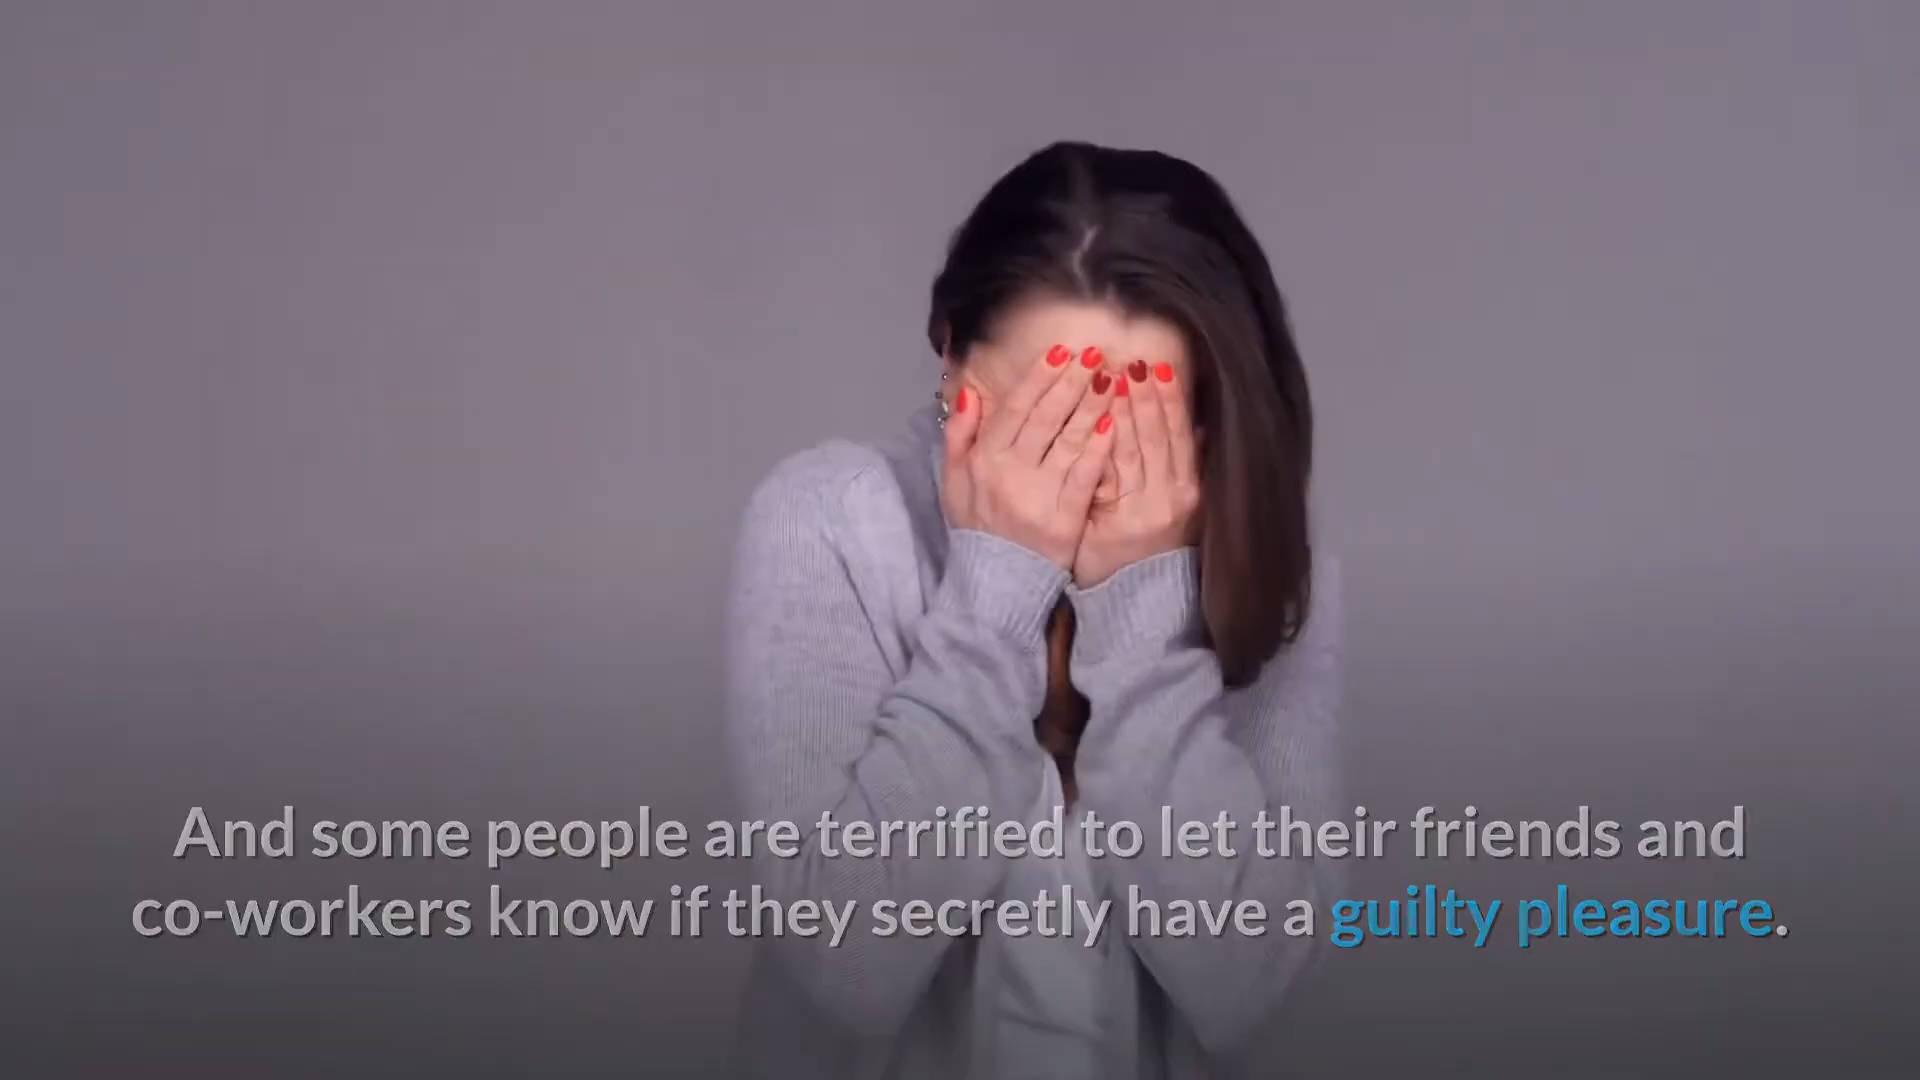 And some people are terrified to let their friends and
co-workers know if they secretly have a guilty pleasure.